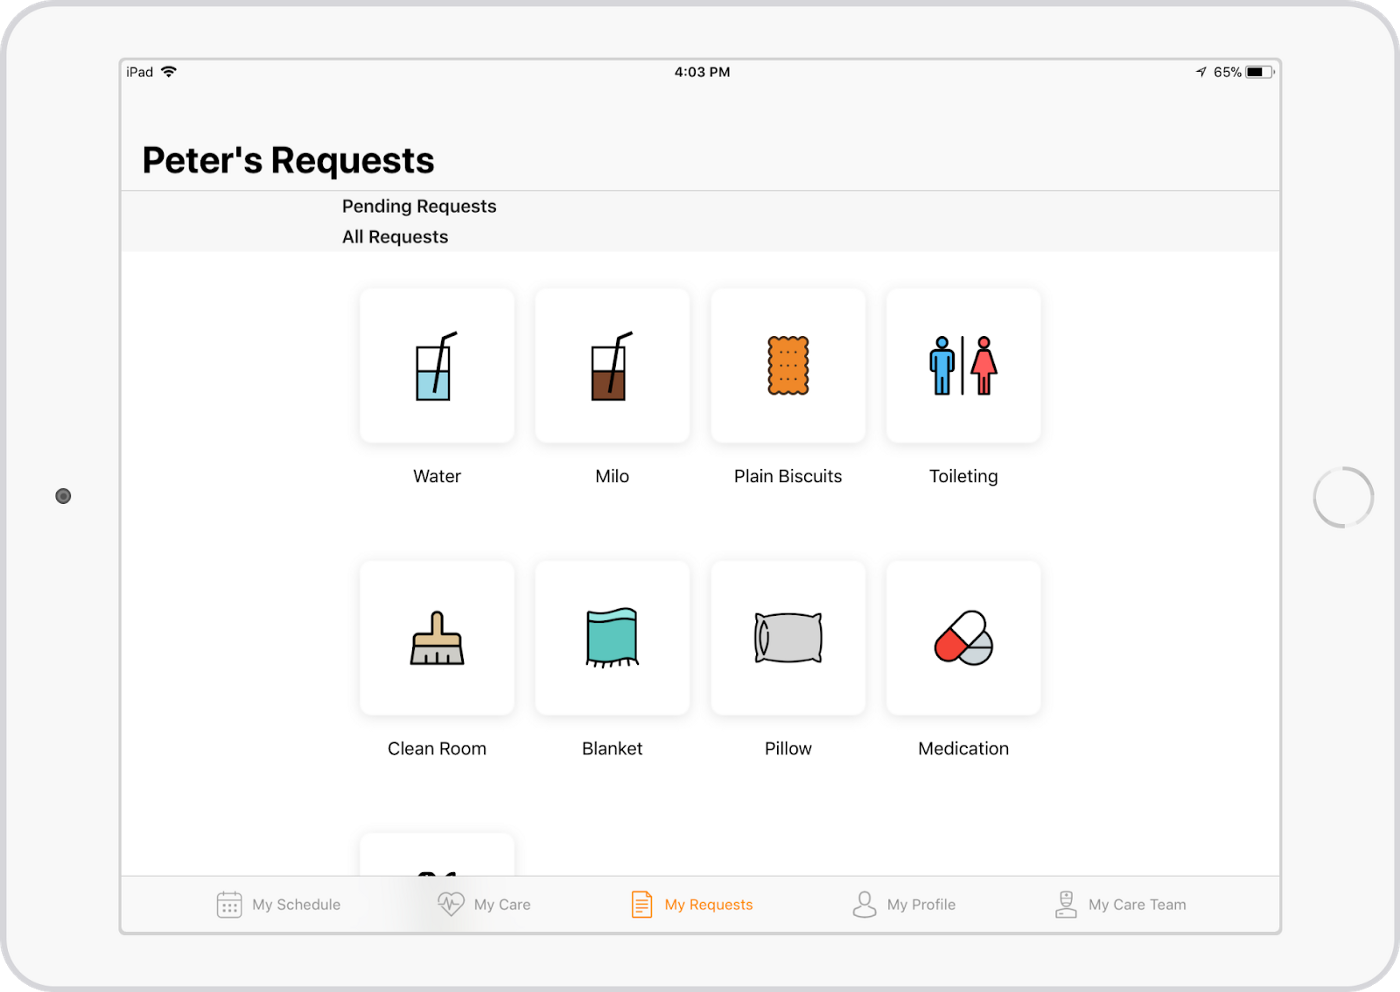 iPad 4:03 PM 65%
Peter's Requests
Pending Requests
All Requests
Water Milo Plain Biscuits Toileting
Clean Room Blanket Pillow Medication
My Schedule My Care My Requests My Profile My Care Team